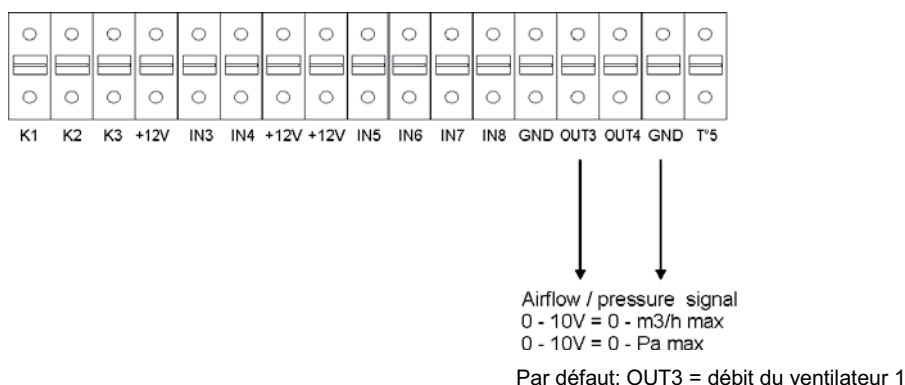 K1 K2 K3 +12V IN3 IN4 +12V +12V IN5 IN6 IN7 IN8 GND OUT3 OUT4 GND T°5
Airflow / pressure signal
0 - 10V = 0 - m3/h max
0 - 10V = 0 - Pa max
Par défaut: OUT3 = débit du ventilateur 1